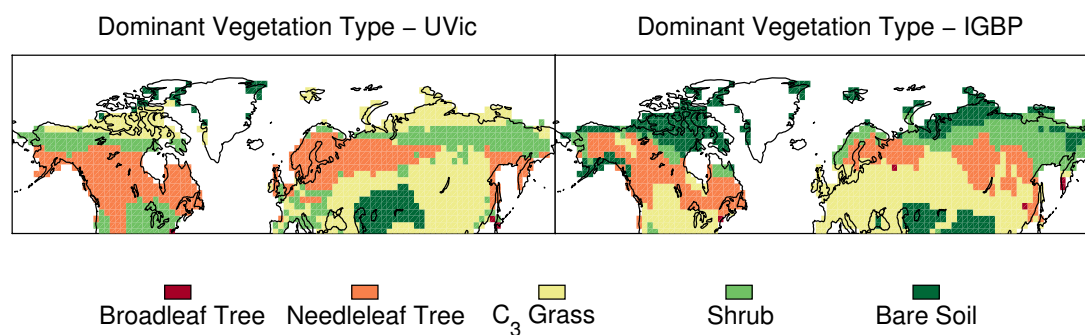 Dominant Vegetation Type – UVic
Dominant Vegetation Type – IGBP
Broadleaf Tree
Needleleaf Tree
C3 Grass
Shrub
Bare Soil